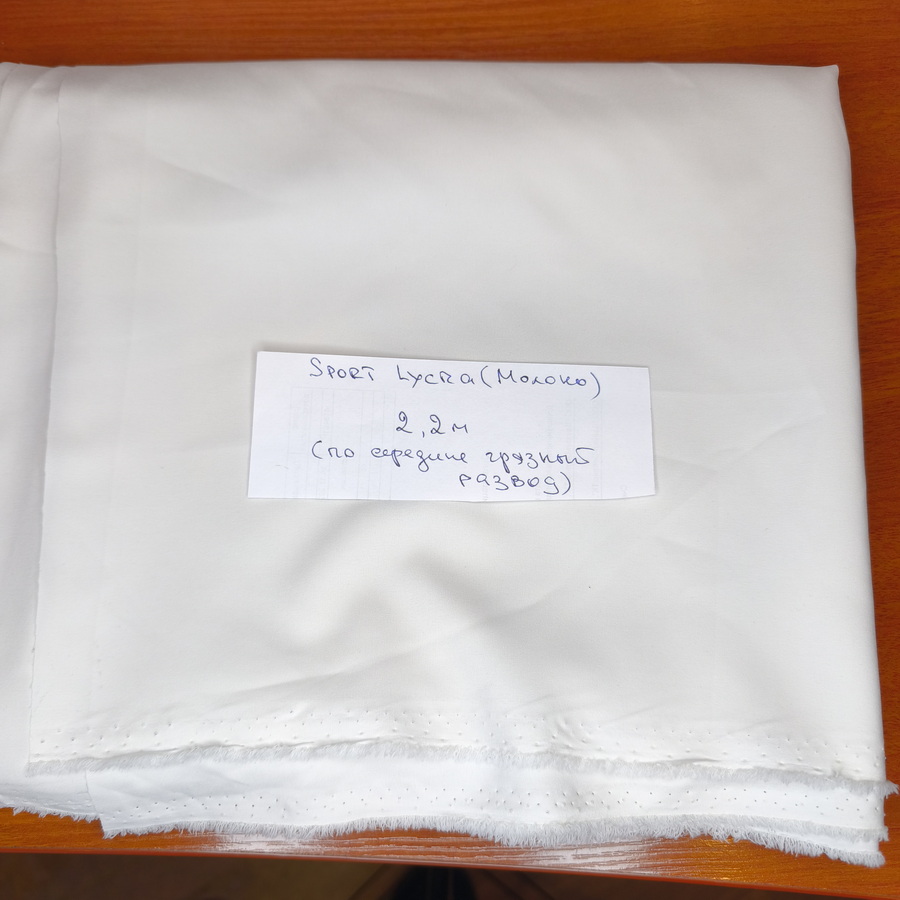 Sport Lycra (Молоко)
2,2м
(по середине грязный
развод)